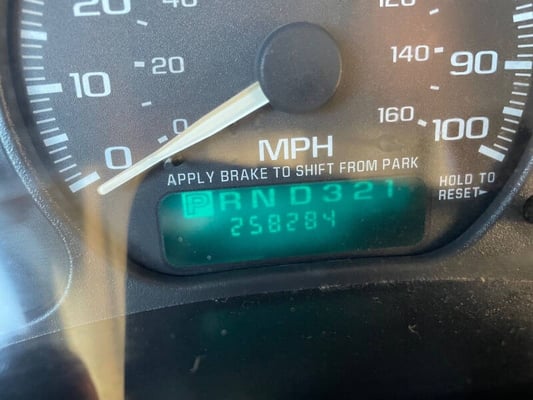 20 40 120
20 140 90
10
0 0 160 100
MPH
APPLY BRAKE TO SHIFT FROM PARK
HOLD TO
RESET
PRND321
258284